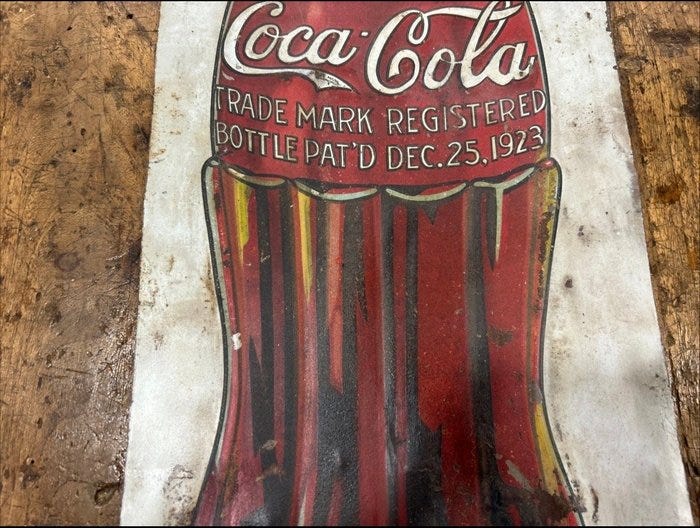 Coca-Cola
TRADE MARK REGISTERED
BOTTLE PAT'D DEC. 25, 1923